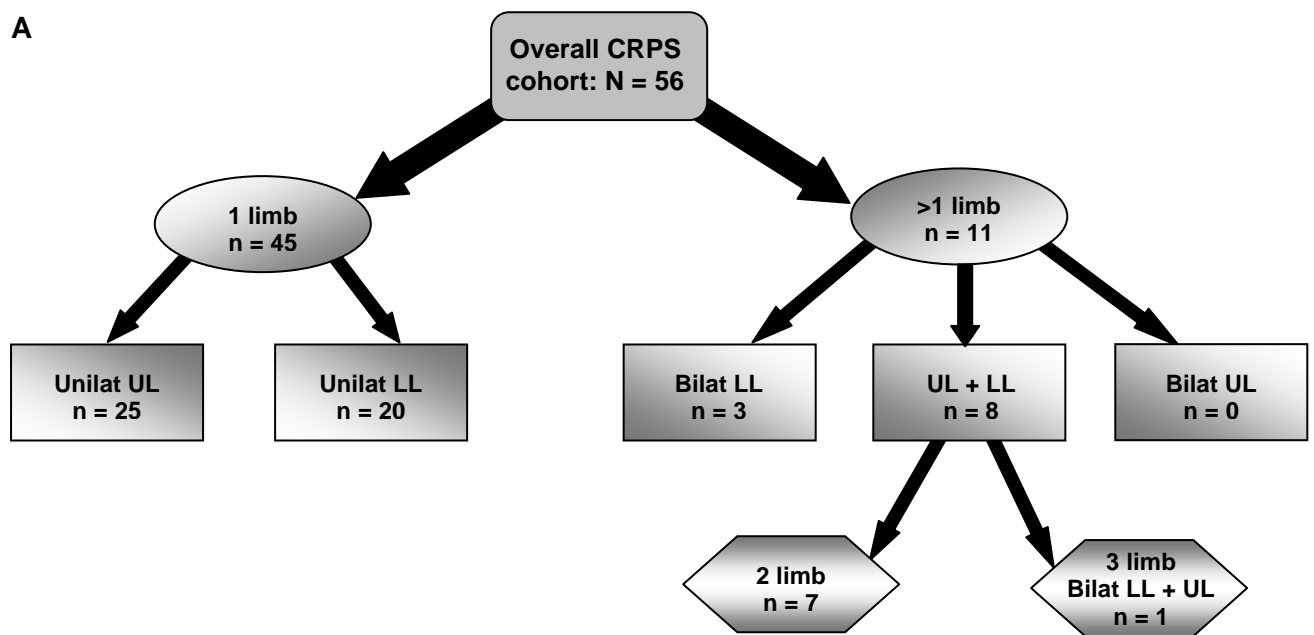 A
Overall CRPS
cohort: N = 56
1 limb
n = 45
>1 limb
n = 11
Unilat UL
n = 25
Unilat LL
n = 20
Bilat LL
n = 3
UL + LL
n = 8
Bilat UL
n = 0
2 limb
n = 7
3 limb
Bilat LL + UL
n = 1